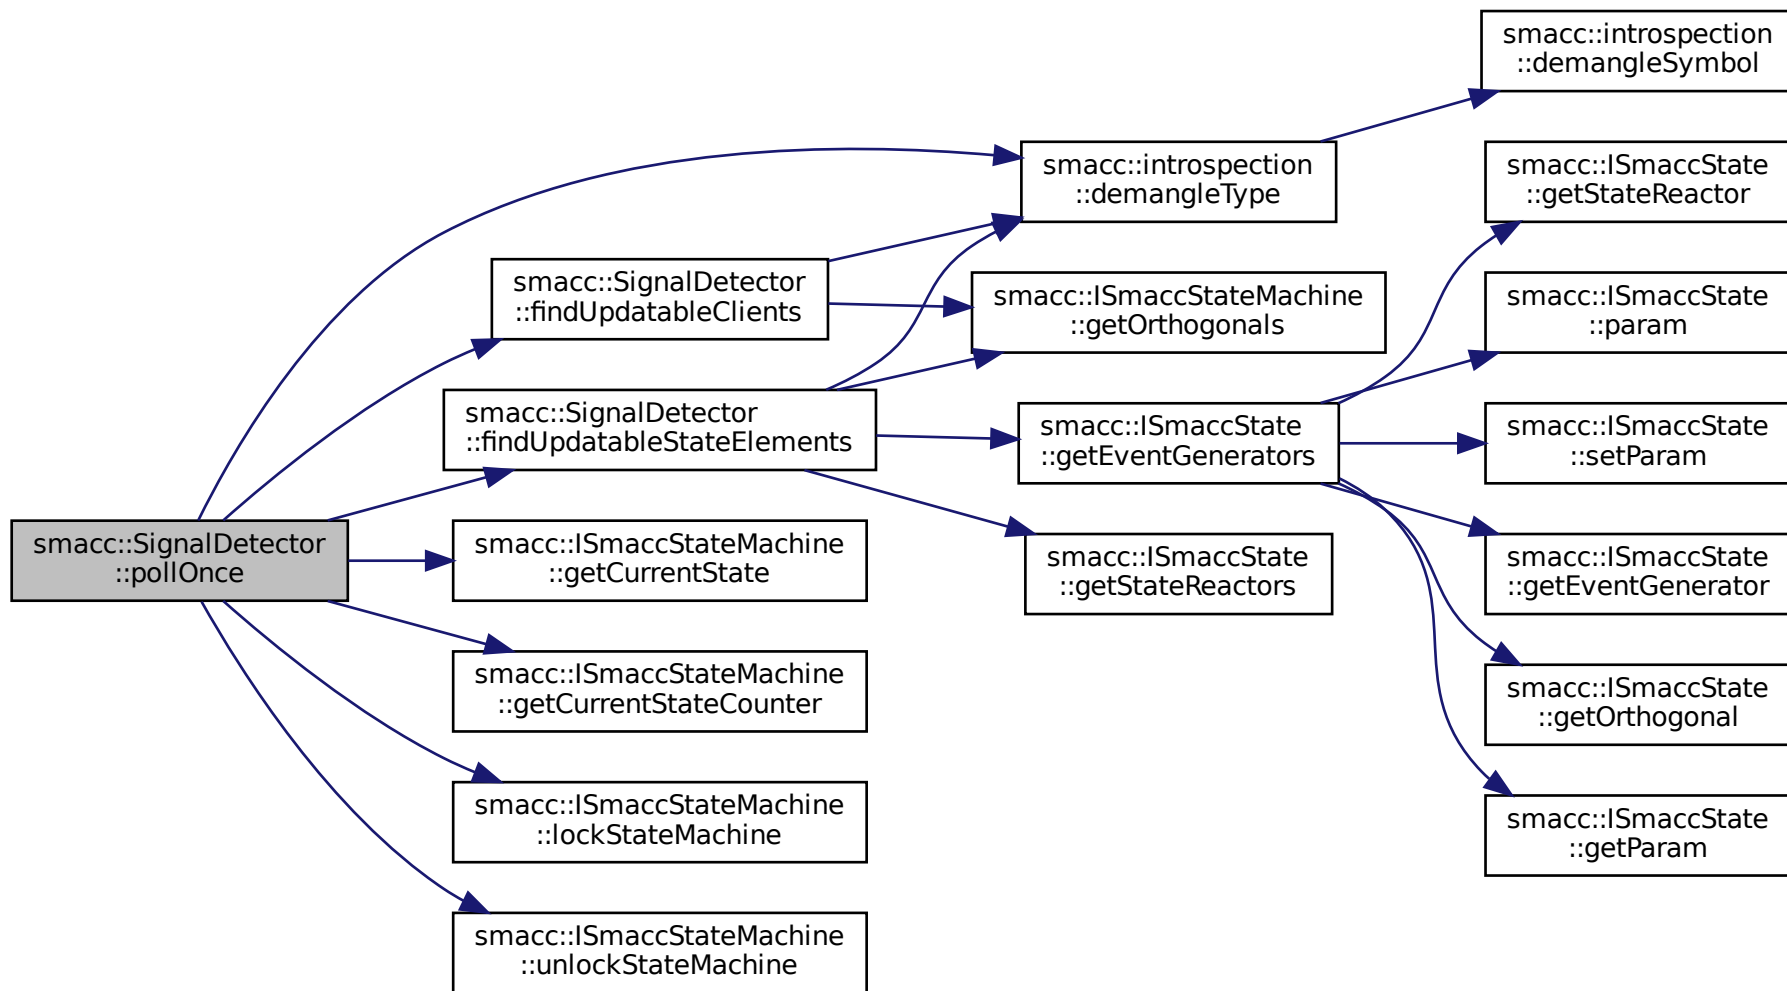 smacc::SignalDetector
::pollOnce
smacc::SignalDetector
::findUpdatableClients
smacc::SignalDetector
::findUpdatableStateElements
smacc::ISmaccStateMachine
::getCurrentState
smacc::ISmaccStateMachine
::getCurrentStateCounter
smacc::ISmaccStateMachine
::lockStateMachine
smacc::ISmaccStateMachine
::unlockStateMachine
smacc::introspection
::demangleType
smacc::ISmaccStateMachine
::getOrthogonals
smacc::ISmaccState
::getEventGenerators
smacc::ISmaccState
::getStateReactors
smacc::introspection
::demangleSymbol
smacc::ISmaccState
::getStateReactor
smacc::ISmaccState
::param
smacc::ISmaccState
::setParam
smacc::ISmaccState
::getEventGenerator
smacc::ISmaccState
::getOrthogonal
smacc::ISmaccState
::getParam